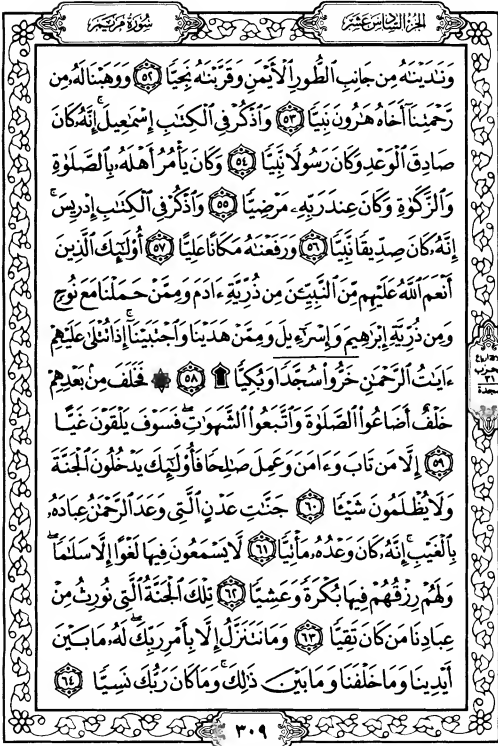 الجزء السادس عشر
سورة مريم
وَنَٰدَيْنَٰهُ مِن جَانِبِ ٱلطُّورِ ٱلْأَيْمَنِ وَقَرَّبْنَٰهُ نَجِيًّا ٥٢ وَوَهَبْنَا لَهُۥ مِن
رَّحْمَتِنَآ أَخَاهُ هَٰرُونَ نَبِيًّا ٥٣ وَٱذْكُرْ فِى ٱلْكِتَٰبِ إِسْمَٰعِيلَ ۚ إِنَّهُۥ كَانَ
صَادِقَ ٱلْوَعْدِ وَكَانَ رَسُولًا نَّبِيًّا ٥٤ وَكَانَ يَأْمُرُ أَهْلَهُۥ بِٱلصَّلَوٰةِ
وَٱلزَّكَوٰةِ وَكَانَ عِندَ رَبِّهِۦ مَرْضِيًّا ٥٥ وَٱذْكُرْ فِى ٱلْكِتَٰبِ إِدْرِيسَ ۚ
إِنَّهُۥ كَانَ صِدِّيقًا نَّبِيًّا ٥٦ وَرَفَعْنَٰهُ مَكَانًا عَلِيًّا ٥٧ أُو۟لَٰٓئِكَ ٱلَّذِينَ
أَنْعَمَ ٱللَّهُ عَلَيْهِم مِّنَ ٱلنَّبِيِّـۧنَ مِن ذُرِّيَّةِ ءَادَمَ وَمِمَّنْ حَمَلْنَا مَعَ نُوحٍ
وَمِن ذُرِّيَّةِ إِبْرَٰهِيمَ وَإِسْرَٰٓءِيلَ وَمِمَّنْ هَدَيْنَا وَٱجْتَبَيْنَآ ۚ إِذَا تُتْلَىٰ عَلَيْهِمْ
ءَايَٰتُ ٱلرَّحْمَٰنِ خَرُّوا۟ سُجَّدًا وَبُكِيًّا ۩ ٥٨ ۞ فَخَلَفَ مِنۢ بَعْدِهِمْ
خَلْفٌ أَضَاعُوا۟ ٱلصَّلَوٰةَ وَٱتَّبَعُوا۟ ٱلشَّهَوَٰتِ ۖ فَسَوْفَ يَلْقَوْنَ غَيًّا
٥٩ إِلَّا مَن تَابَ وَءَامَنَ وَعَمِلَ صَٰلِحًا فَأُو۟لَٰٓئِكَ يَدْخُلُونَ ٱلْجَنَّةَ
وَلَا يُظْلَمُونَ شَيْـًٔا ٦٠ جَنَّٰتِ عَدْنٍ ٱلَّتِى وَعَدَ ٱلرَّحْمَٰنُ عِبَادَهُۥ
بِٱلْغَيْبِ ۚ إِنَّهُۥ كَانَ وَعْدُهُۥ مَأْتِيًّا ٦١ لَّا يَسْمَعُونَ فِيهَا لَغْوًا إِلَّا سَلَٰمًا ۖ
وَلَهُمْ رِزْقُهُمْ فِيهَا بُكْرَةً وَعَشِيًّا ٦٢ تِلْكَ ٱلْجَنَّةُ ٱلَّتِى نُورِثُ مِنْ
عِبَادِنَا مَن كَانَ تَقِيًّا ٦٣ وَمَا نَتَنَزَّلُ إِلَّا بِأَمْرِ رَبِّكَ ۖ لَهُۥ مَا بَيْنَ
أَيْدِينَا وَمَا خَلْفَنَا وَمَا بَيْنَ ذَٰلِكَ ۚ وَمَا كَانَ رَبُّكَ نَسِيًّا ٦٤
الحزب
٣١
سجدة
٣٠٩